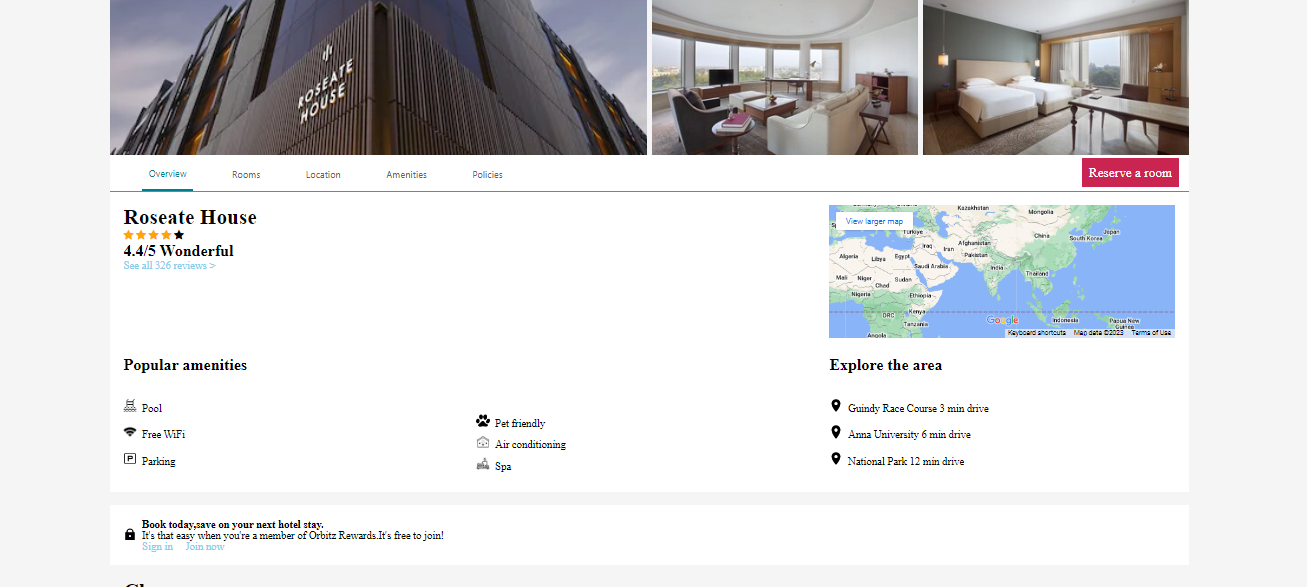 ROSEATE
HOUSE
Overview
Rooms
Location
Amenities
Policies
Reserve a room
Roseate House
4.4/5 Wonderful
See all 326 reviews >
View larger map
Kazakhstan
Mongolia
Türkiye
China
Japan
South Korea
Afghanistan
Iraq
Iran
Pakistan
Algeria
Libya
Egypt
Saudi Arabia
India
Thailand
Mali
Niger
Sudan
Chad
Nigeria
Ethiopia
Kenya
DRC
Tanzania
Angola
Indonesia
Papua New
Guinea
Google
Keyboard shortcuts
Map data ©2023
Terms of Use
Popular amenities
Pool
Free WiFi
P
Parking
Pet friendly
Air conditioning
Spa
Explore the area
Guindy Race Course 3 min drive
Anna University 6 min drive
National Park 12 min drive
Book today,save on your next hotel stay.
It's that easy when you're a member of Orbitz Rewards.It's free to join!
Sign in Join now